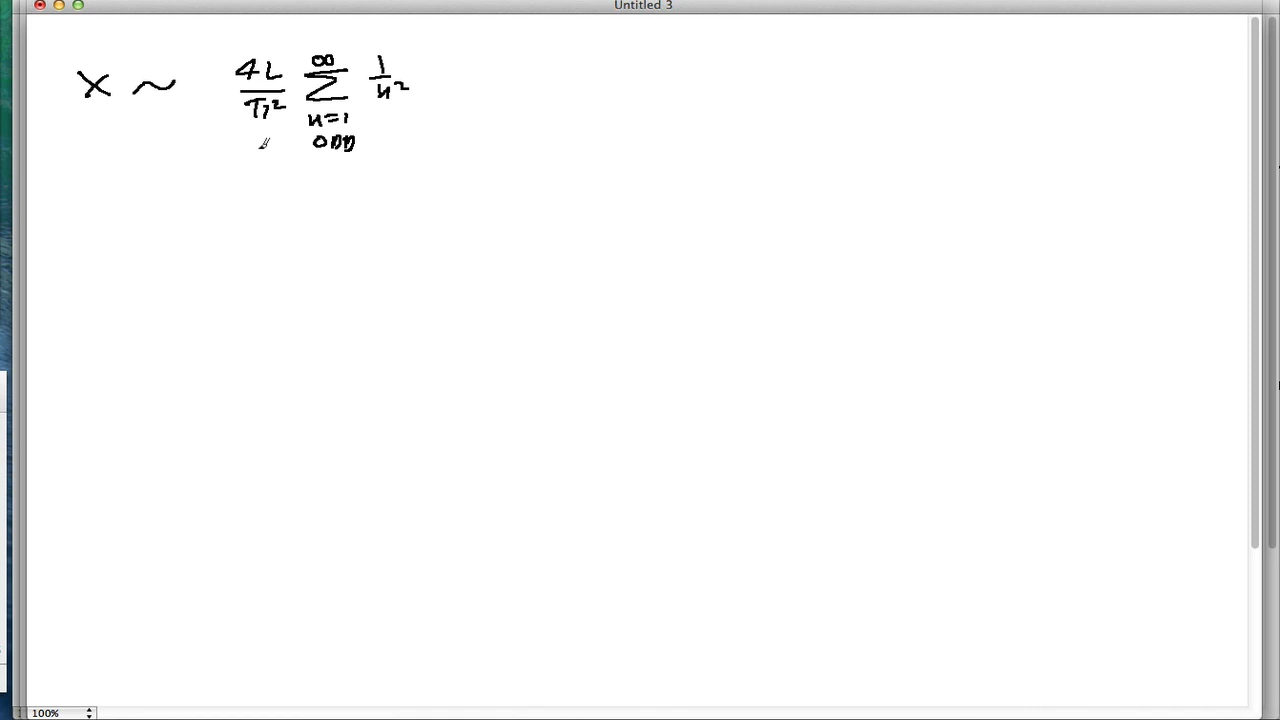 Untitled 3
x ~ 4L/π² ∞∑n=1 ODD 1/n²
100%